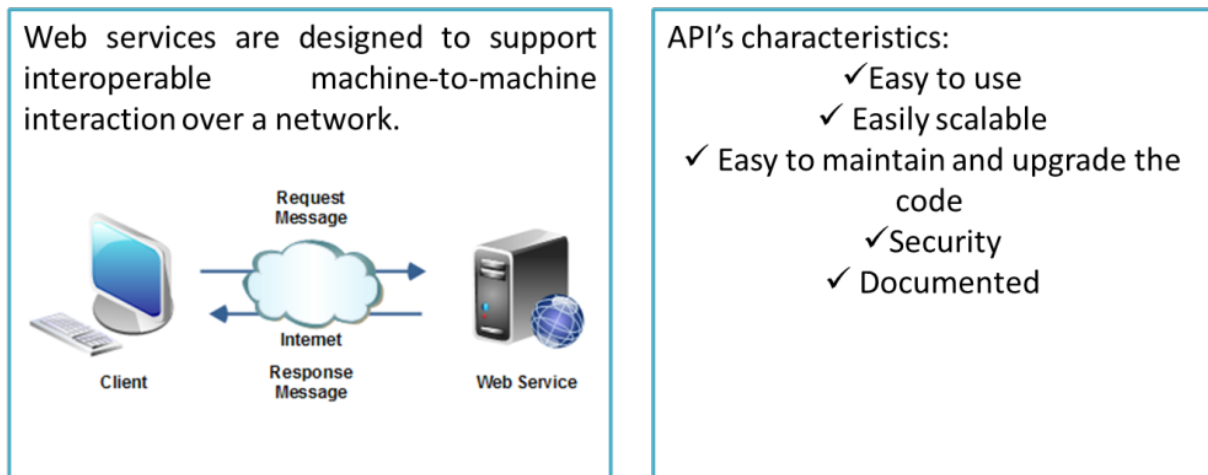 Web services are designed to support
interoperable machine-to-machine
interaction over a network.
Request
Message
Internet
Response
Message
Client
Web Service
API’s characteristics:
✓Easy to use
✓ Easily scalable
✓ Easy to maintain and upgrade the
code
✓Security
✓ Documented